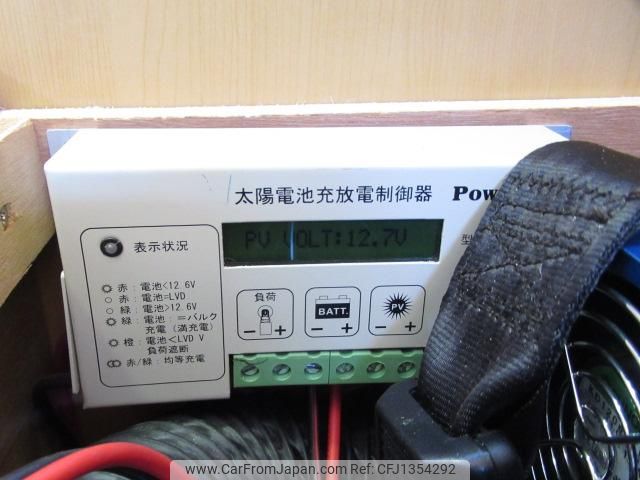 太陽電池充放電制御器 Pow
表示状況
PV VOLT:12.7V
型
赤：電池<12.6V
赤：電池=LVD
緑：電池>12.6V
緑：電池：＝バルク
充電（満充電）
橙：電池＜LVD V
負荷遮断
赤/緑：均等充電
負荷
BATT.
PV
- +
- +
- +
www.CarFromJapan.com - CFJ1354292